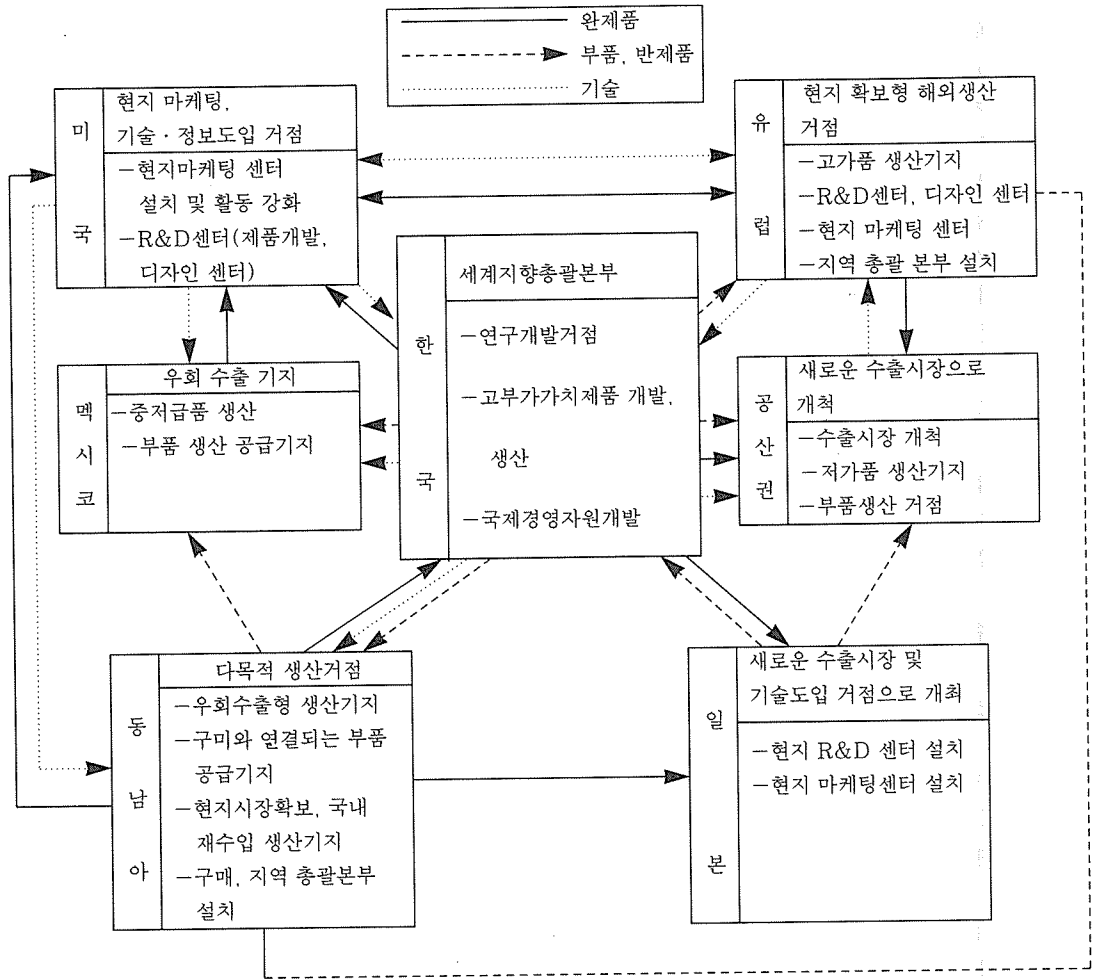 완제품
부품, 반제품
기술
미
국
현지 마케팅,
기술·정보도입 거점
－현지마케팅 센터
설치 및 활동 강화
－R&D센터(제품개발,
디자인 센터)
유
럽
현지 확보형 해외생산
거점
－고가품 생산기지
－R&D센터, 디자인 센터
－현지 마케팅 센터
－지역 총괄 본부 설치
한
국
세계지향총괄본부
－연구개발거점
－고부가가치제품 개발,
생산
－국제경영자원개발
멕
시
코
우회 수출 기지
－중저급품 생산
－부품 생산 공급기지
공
산
권
새로운 수출시장으로
개척
－수출시장 개척
－저가품 생산기지
－부품생산 거점
동
남
아
다목적 생산거점
－우회수출형 생산기지
－구미와 연결되는 부품
공급기지
－현지시장확보, 국내
재수입 생산기지
－구매, 지역 총괄본부
설치
일
본
새로운 수출시장 및
기술도입 거점으로 개최
－현지 R&D 센터 설치
－현지 마케팅센터 설치